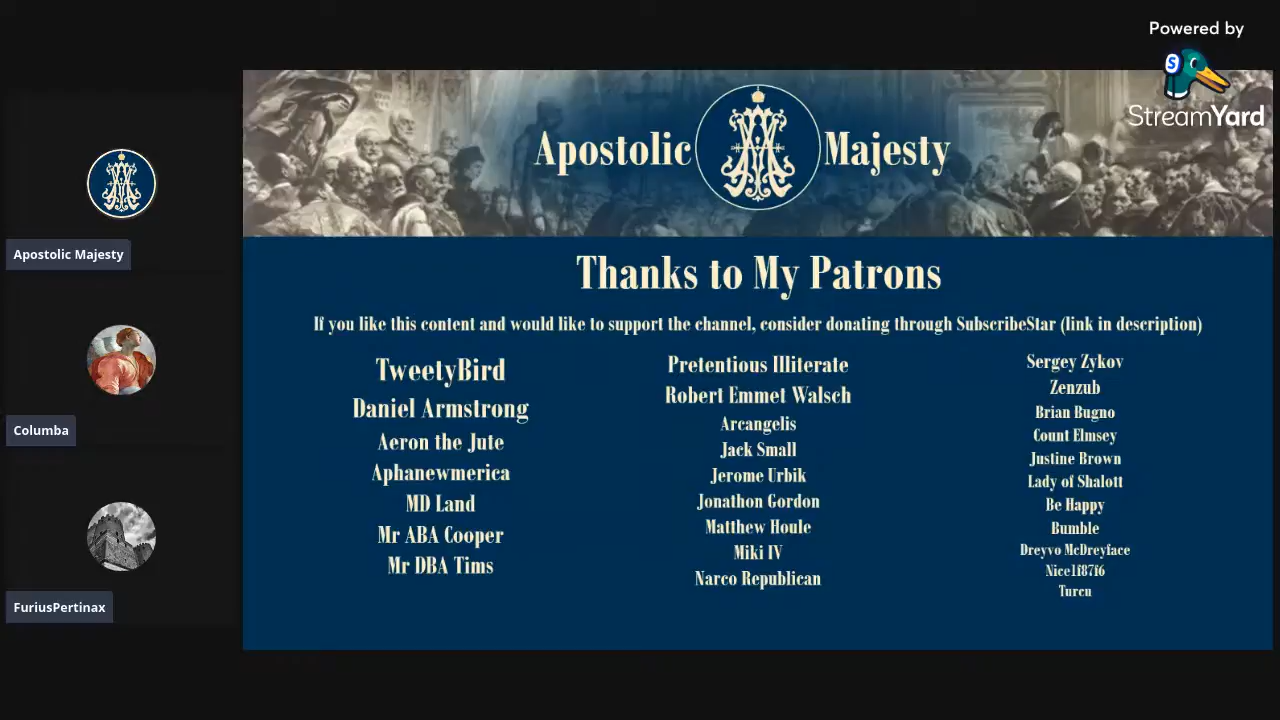 Powered by
StreamYard
Apostolic Majesty
Apostolic Majesty
Columba
FuriusPertinax
Thanks to My Patrons
If you like this content and would like to support the channel, consider donating through SubscribeStar (link in description)
TweetyBird
Daniel Armstrong
Aeron the Jute
Aphanewmerica
MD Land
Mr ABA Cooper
Mr DBA Tims
Pretentious Illiterate
Robert Emmet Walsch
Arcangelis
Jack Small
Jerome Urbik
Jonathon Gordon
Matthew Houle
Miki IV
Narco Republican
Sergey Zykov
Zenzub
Brian Bugno
Count Elmsey
Justine Brown
Lady of Shalott
Be Happy
Bumble
Dreyvo McDreyface
Nice1f87f6
Turcu